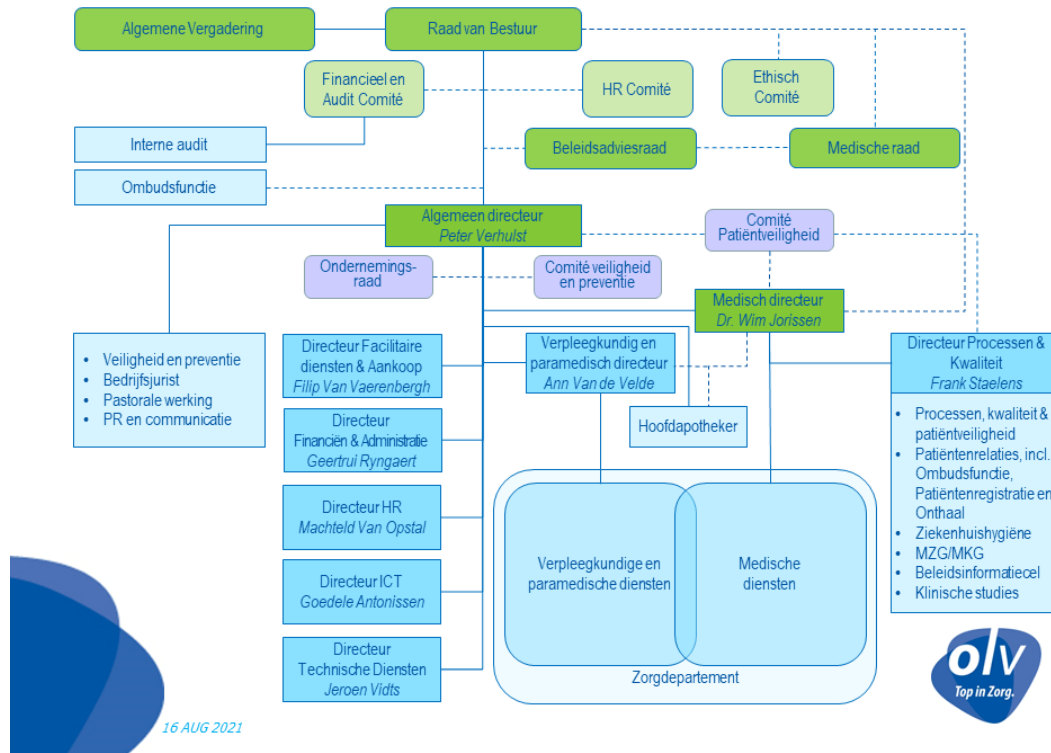 Algemene Vergadering
Raad van Bestuur
Financieel en
Audit Comité
HR Comité
Ethisch
Comité
Interne audit
Beleidsadviesraad
Medische raad
Ombudsfunctie
Algemeen directeur
Peter Verhulst
Comité
Patiëntveiligheid
Ondernemings-
raad
Comité veiligheid
en preventie
Medisch directeur
Dr. Wim Jorissen
• Veiligheid en preventie
• Bedrijfsjurist
• Pastorale werking
• PR en communicatie
Directeur Facilitaire
diensten & Aankoop
Filip Van Vaerenbergh
Verpleegkundig en
paramedisch directeur
Ann Van de Velde
Directeur Processen &
Kwaliteit
Frank Staelens
Directeur
Financiën & Administratie
Geertrui Ryngaert
Hoofdapotheker
• Processen, kwaliteit &
patiëntveiligheid
• Patiëntenrelaties, incl.
Ombudsfunctie,
Patiëntenregistratie en
Onthaal
• Ziekenhuishygiëne
• MZG/MKG
• Beleidsinformatiecel
• Klinische studies
Directeur HR
Machteld Van Opstal
Directeur ICT
Goedele Antonissen
Directeur
Technische Diensten
Jeroen Vidts
Verpleegkundige en
paramedische diensten
Medische
diensten
Zorgdepartement
olv
Top in Zorg.
16 AUG 2021